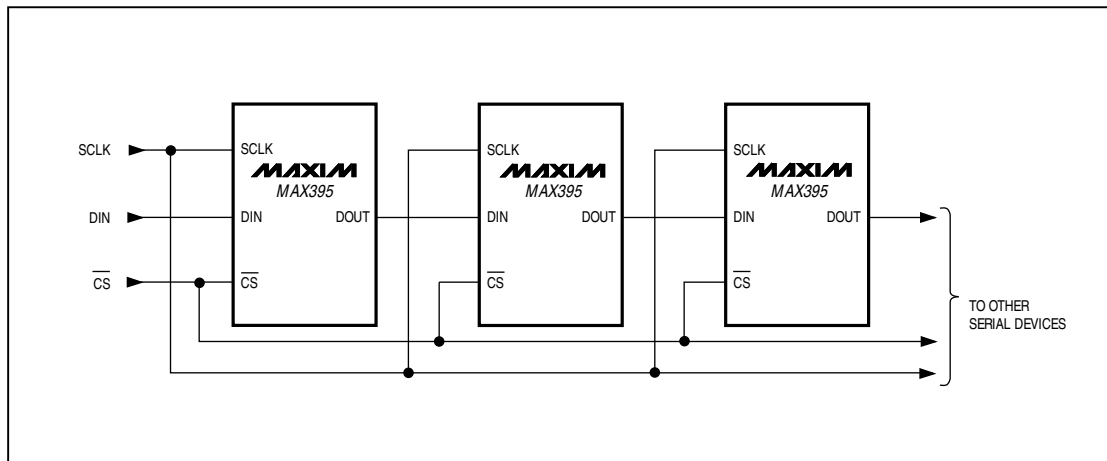 SCLK
DIN
CS
SCLK
MAXIM
MAX395
DIN
DOUT
CS
SCLK
MAXIM
MAX395
DIN
DOUT
CS
SCLK
MAXIM
MAX395
DIN
DOUT
CS
TO OTHER
SERIAL DEVICES